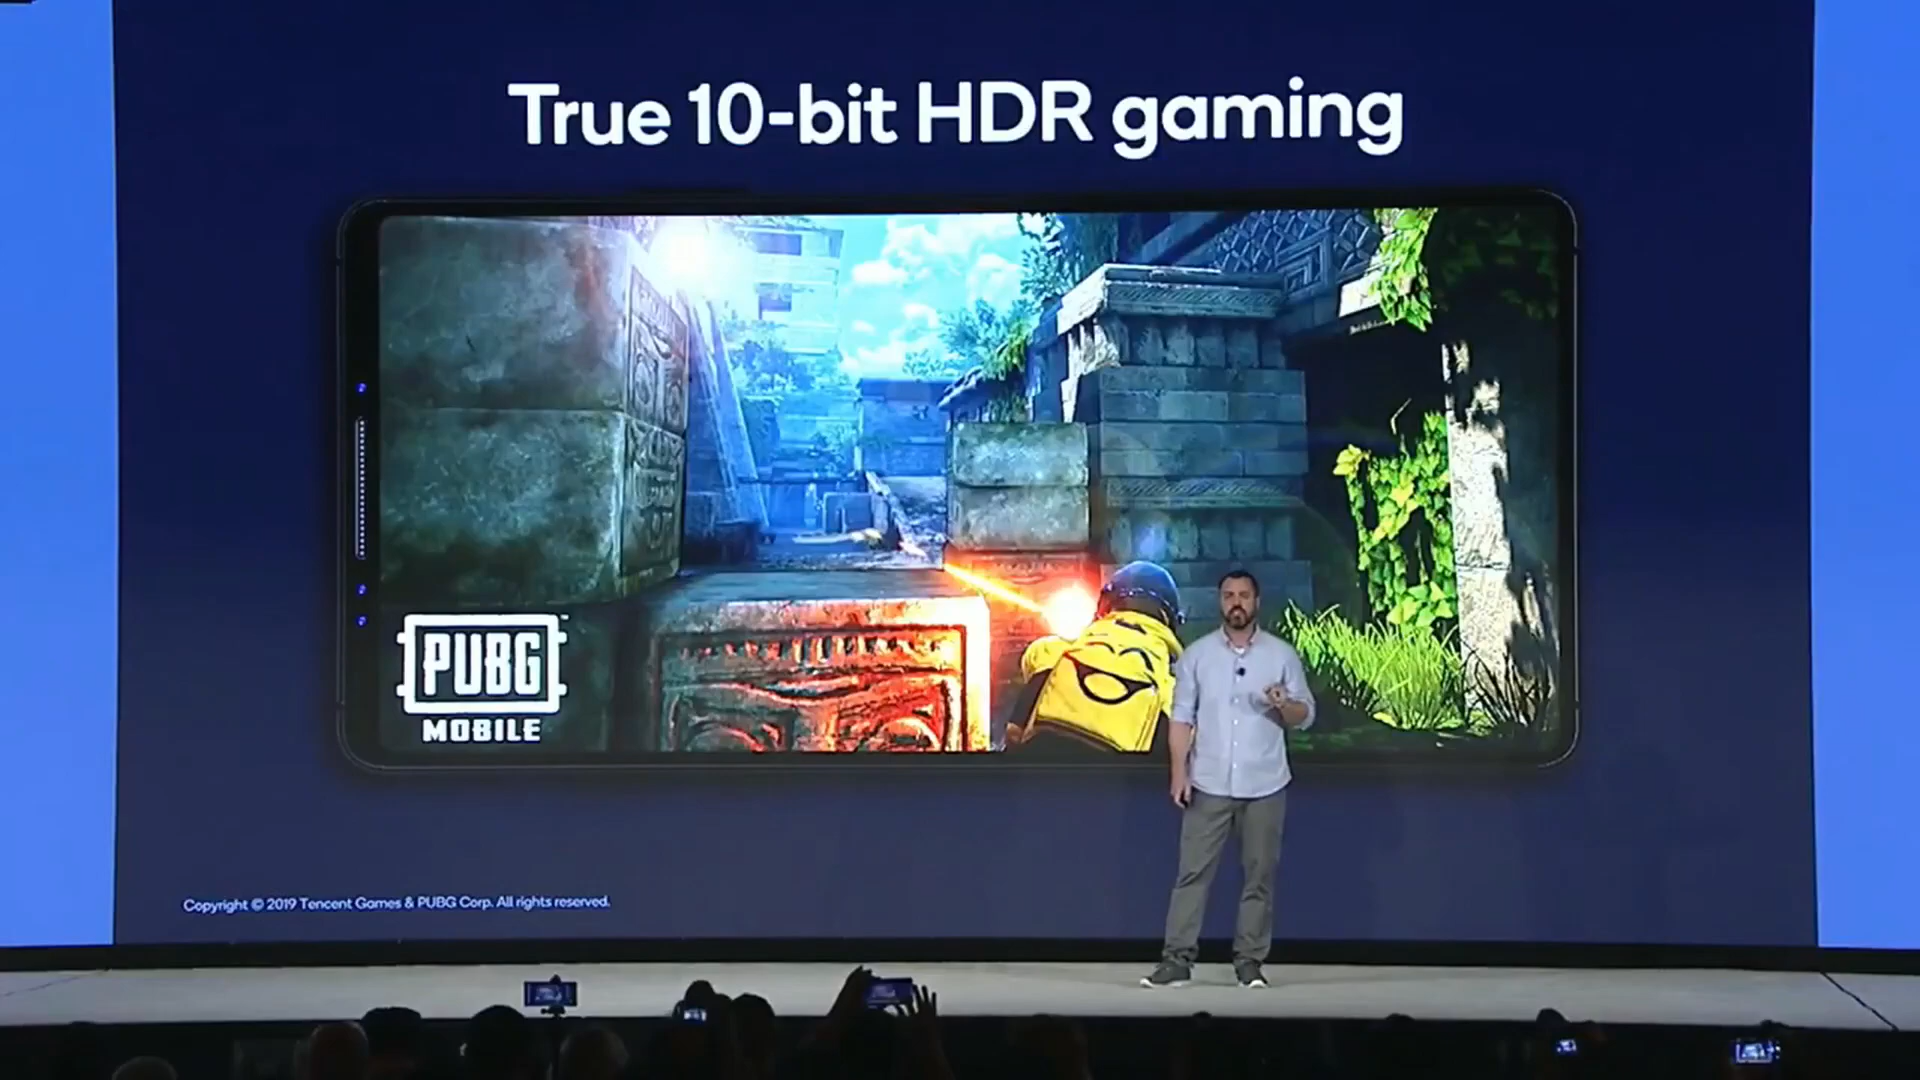 True 10-bit HDR gaming
PUBG
MOBILE
Copyright © 2019 Tencent Games & PUBG Corp. All rights reserved.